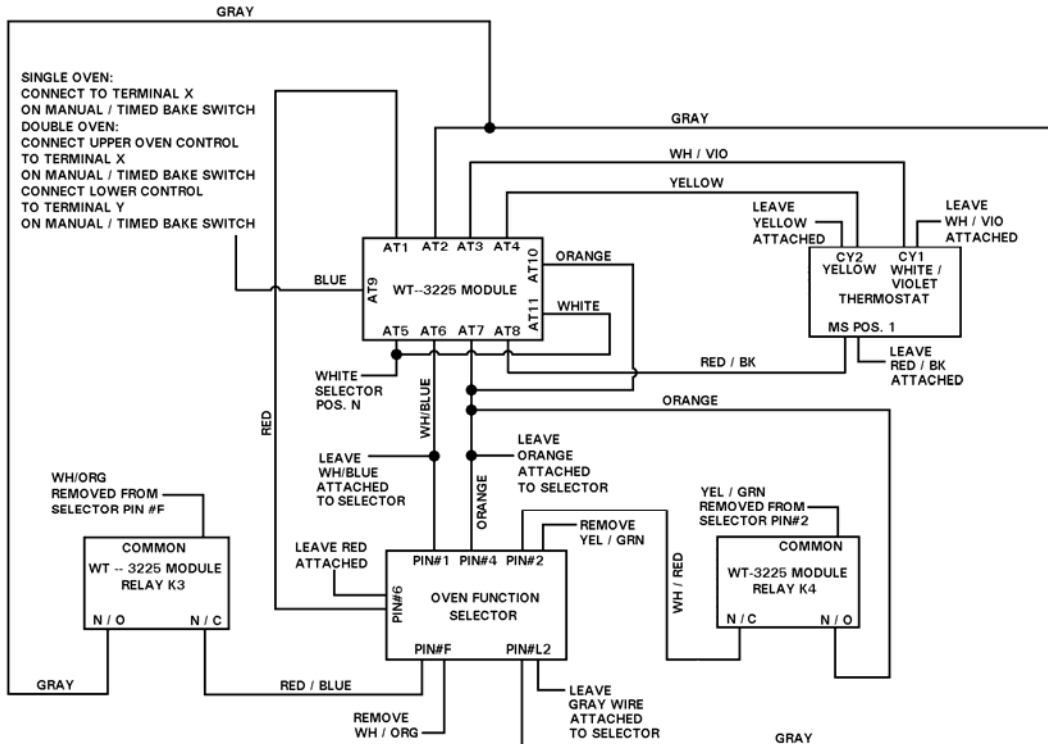 GRAY
SINGLE OVEN:
CONNECT TO TERMINAL X
ON MANUAL / TIMED BAKE SWITCH
DOUBLE OVEN:
CONNECT UPPER OVEN CONTROL
TO TERMINAL X
ON MANUAL / TIMED BAKE SWITCH
CONNECT LOWER CONTROL
TO TERMINAL Y
ON MANUAL / TIMED BAKE SWITCH
GRAY
WH / VIO
YELLOW
LEAVE
YELLOW
ATTACHED
LEAVE
WH / VIO
ATTACHED
AT1
AT2
AT3
AT4
AT10
AT11
AT9
WT--3225 MODULE
AT5
AT6
AT7
AT8
BLUE
ORANGE
WHITE
CY2
YELLOW
CY1
WHITE /
VIOLET
THERMOSTAT
MS POS. 1
RED / BK
LEAVE
RED / BK
ATTACHED
WHITE
SELECTOR
POS. N
RED
WH/BLUE
ORANGE
ORANGE
LEAVE
WH/BLUE
ATTACHED
TO SELECTOR
LEAVE
ORANGE
ATTACHED
TO SELECTOR
WH/ORG
REMOVED FROM
SELECTOR PIN #F
YEL / GRN
REMOVED FROM
SELECTOR PIN#2
REMOVE
YEL / GRN
WH / RED
LEAVE RED
ATTACHED
COMMON
WT -- 3225 MODULE
RELAY K3
N / O
N / C
PIN#1
PIN#4
PIN#2
PIN#6
OVEN FUNCTION
SELECTOR
PIN#F
PIN#L2
COMMON
WT-3225 MODULE
RELAY K4
N / C
N / O
GRAY
RED / BLUE
REMOVE
WH / ORG
LEAVE
GRAY WIRE
ATTACHED
TO SELECTOR
GRAY